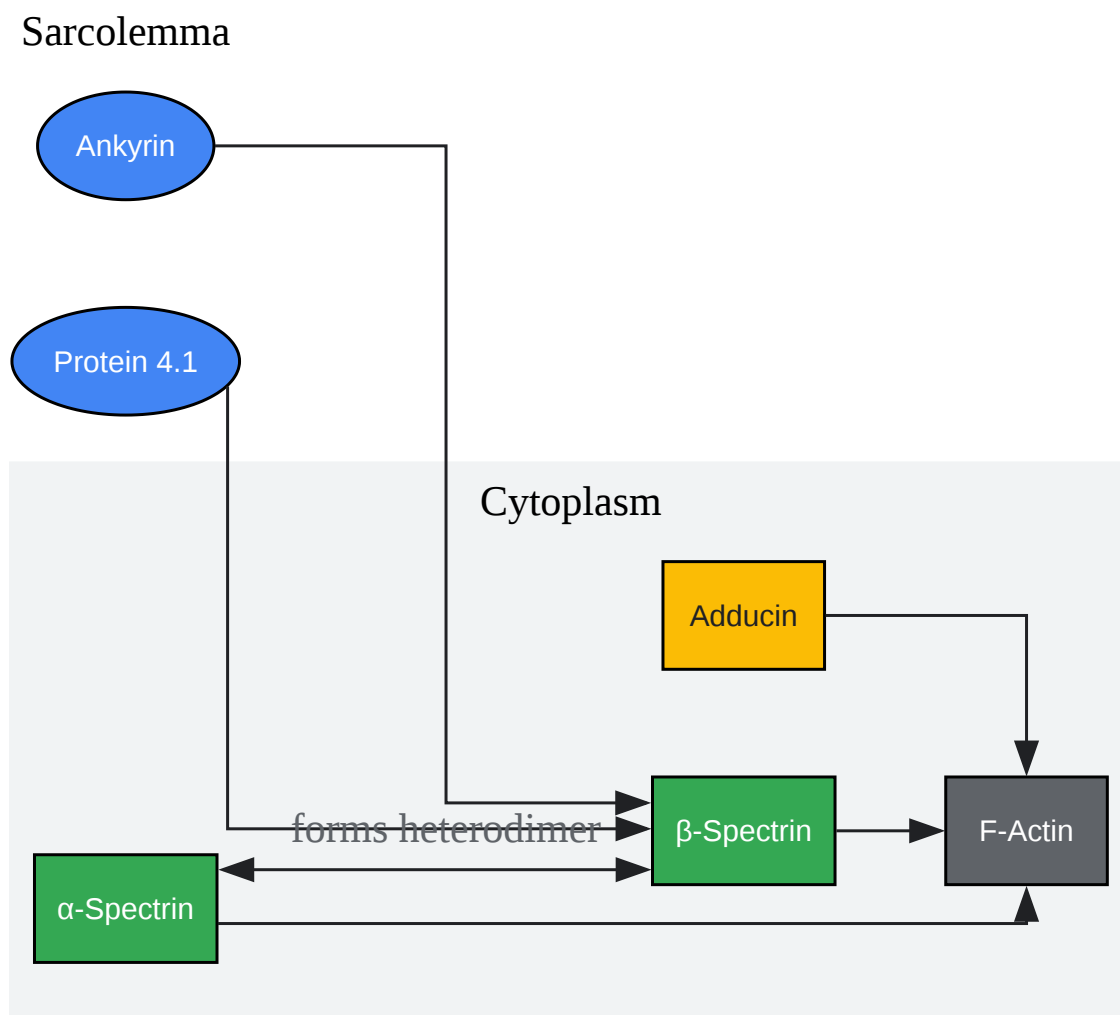 Sarcolemma
Ankyrin
Protein 4.1
Cytoplasm
Adducin
forms heterodimer
β-Spectrin
F-Actin
α-Spectrin